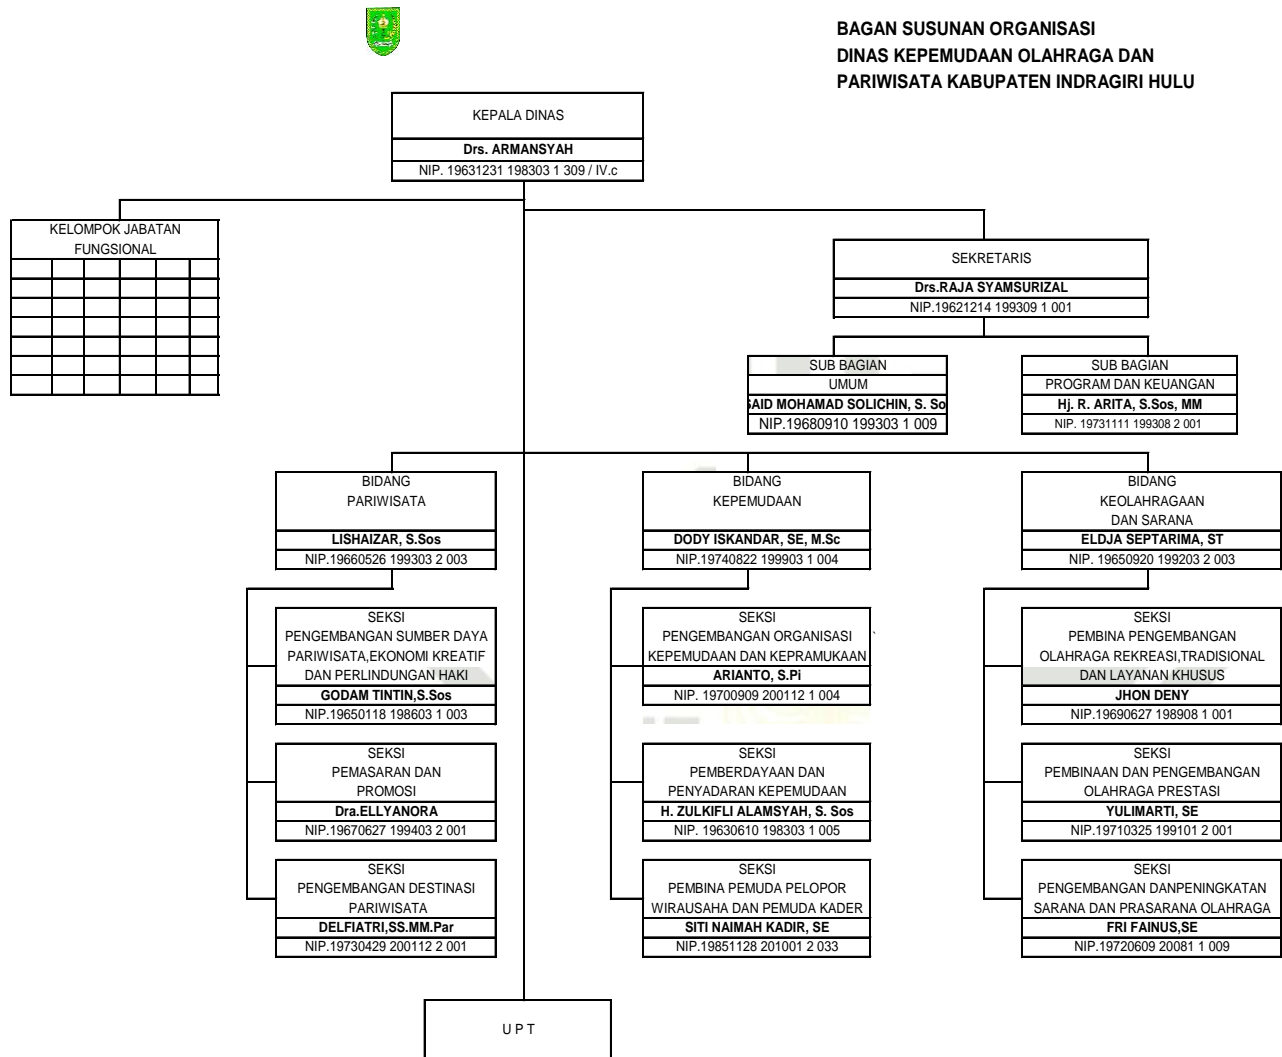 BAGAN SUSUNAN ORGANISASI
DINAS KEPEMUDAAN OLAHRAGA DAN
PARIWISATA KABUPATEN INDRAGIRI HULU
KEPALA DINAS
Drs. ARMANSYAH
NIP. 19631231 198303 1 309 / IV.c
KELOMPOK JABATAN
FUNGSIONAL
SEKRETARIS
Drs.RAJA SYAMSURIZAL
NIP.19621214 199309 1 001
SUB BAGIAN
UMUM
SAID MOHAMAD SOLICHIN, S. So
NIP.19680910 199303 1 009
SUB BAGIAN
PROGRAM DAN KEUANGAN
Hj. R. ARITA, S.Sos, MM
NIP. 19731111 199308 2 001
BIDANG
PARIWISATA
LISHAIZAR, S.Sos
NIP.19660526 199303 2 003
BIDANG
KEPEMUDAAN
DODY ISKANDAR, SE, M.Sc
NIP.19740822 199903 1 004
BIDANG
KEOLAHRAGAAN
DAN SARANA
ELDJA SEPTARIMA, ST
NIP. 19650920 199203 2 003
SEKSI
PENGEMBANGAN SUMBER DAYA
PARIWISATA,EKONOMI KREATIF
DAN PERLINDUNGAN HAKI
GODAM TINTIN,S.Sos
NIP.19650118 198603 1 003
SEKSI
PENGEMBANGAN ORGANISASI
KEPEMUDAAN DAN KEPRAMUKAAN
ARIANTO, S.Pi
NIP. 19700909 200112 1 004
SEKSI
PEMBINA PENGEMBANGAN
OLAHRAGA REKREASI,TRADISIONAL
DAN LAYANAN KHUSUS
JHON DENY
NIP.19690627 198908 1 001
SEKSI
PEMASARAN DAN
PROMOSI
Dra.ELLYANORA
NIP.19670627 199403 2 001
SEKSI
PEMBERDAYAAN DAN
PENYADARAN KEPEMUDAAN
H. ZULKIFLI ALAMSYAH, S. Sos
NIP. 19630610 198303 1 005
SEKSI
PEMBINAAN DAN PENGEMBANGAN
OLAHRAGA PRESTASI
YULIMARTI, SE
NIP.19710325 199101 2 001
SEKSI
PENGEMBANGAN DESTINASI
PARIWISATA
DELFIATRI,SS.MM.Par
NIP.19730429 200112 2 001
SEKSI
PEMBINA PEMUDA PELOPOR
WIRAUSAHA DAN PEMUDA KADER
SITI NAIMAH KADIR, SE
NIP.19851128 201001 2 033
SEKSI
PENGEMBANGAN DANPENINGKATAN
SARANA DAN PRASARANA OLAHRAGA
FRI FAINUS,SE
NIP.19720609 20081 1 009
U P T